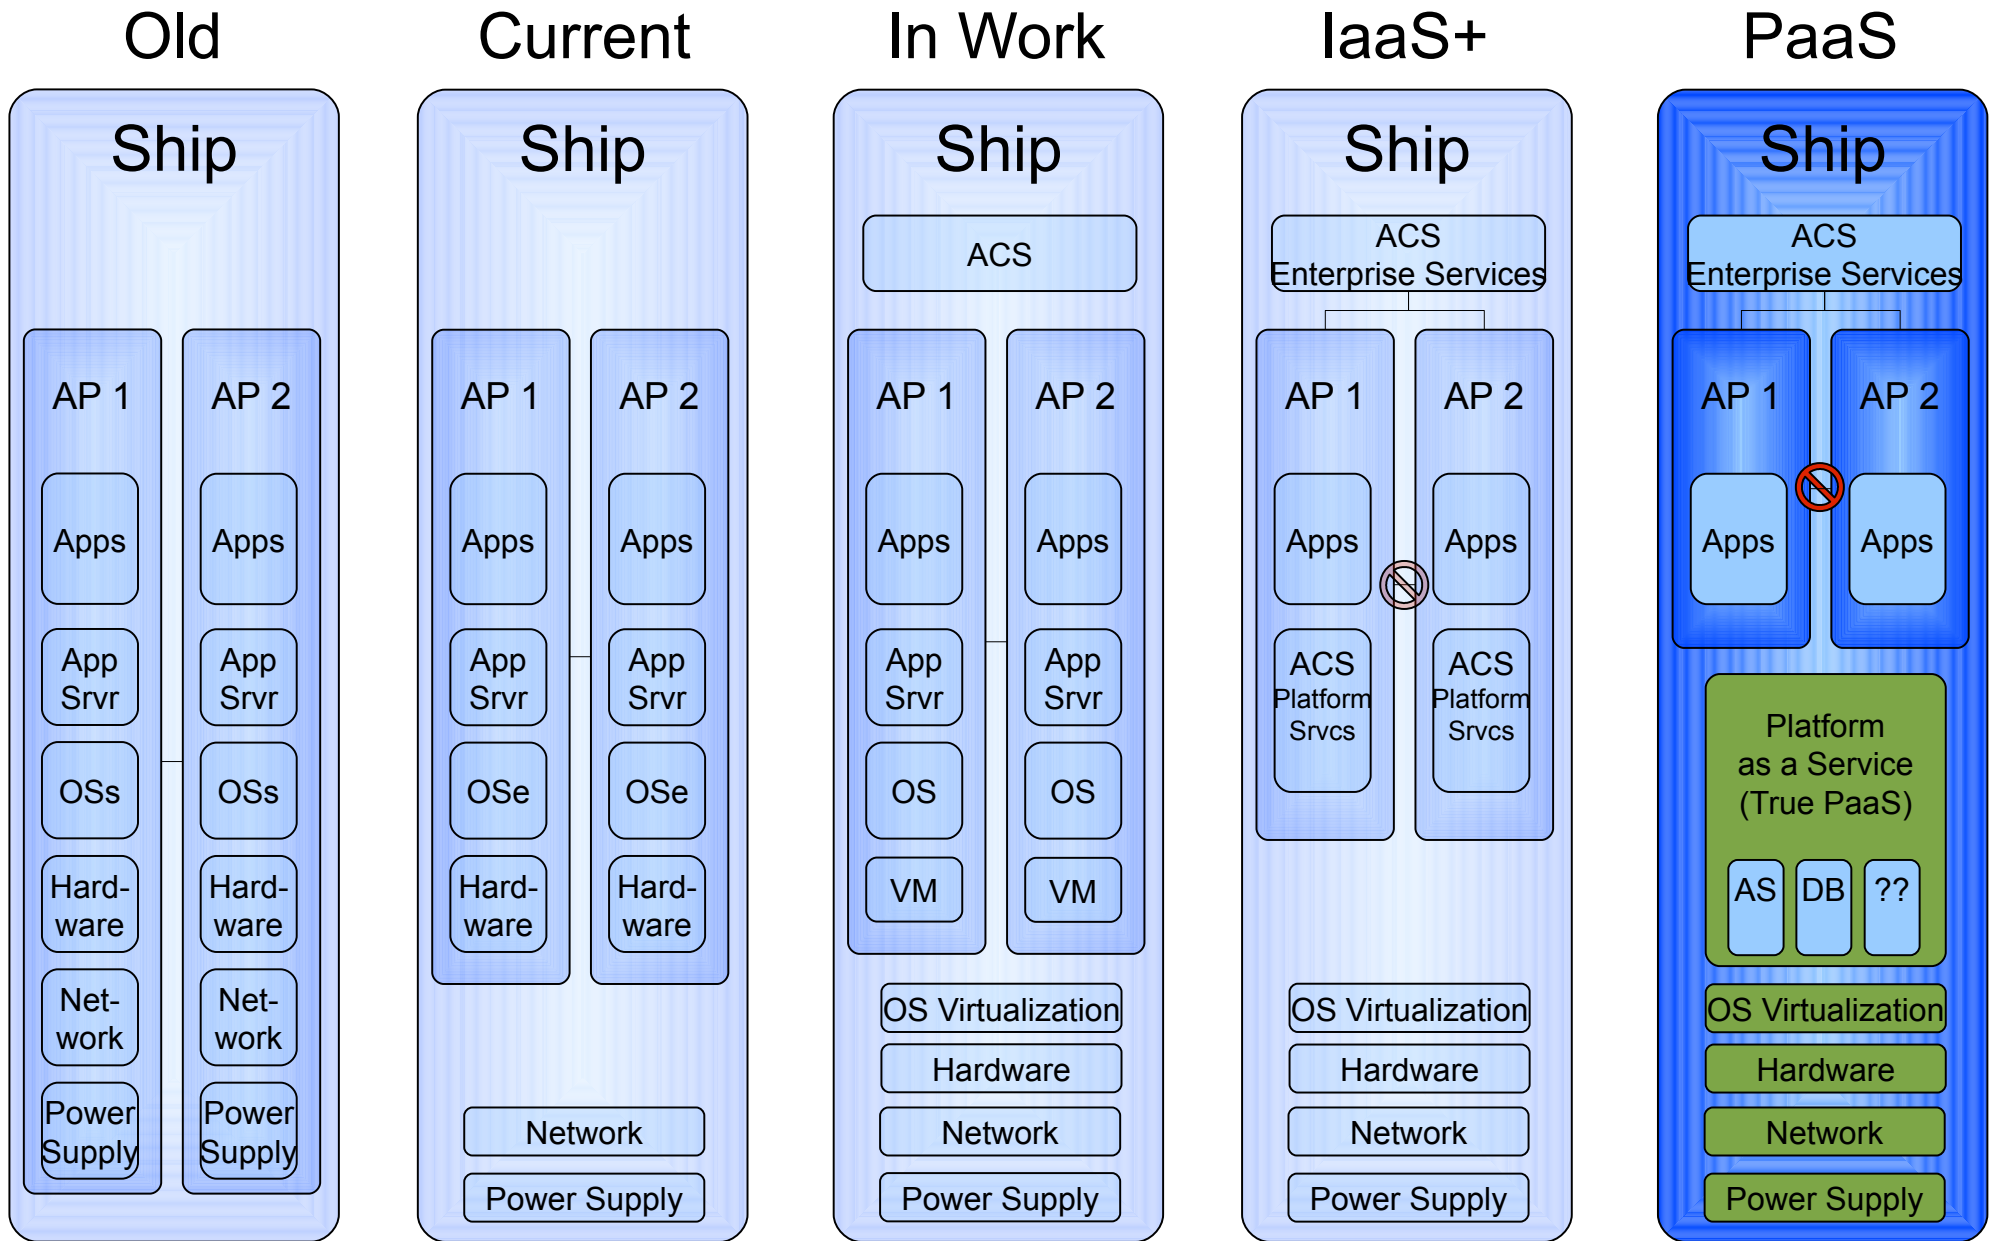 Old
Ship
AP 1
Apps
App
Srvr
OSs
Hard-
ware
Net-
work
Power
Supply
AP 2
Apps
App
Srvr
OSs
Hard-
ware
Net-
work
Power
Supply
Current
Ship
AP 1
Apps
App
Srvr
OSe
Hard-
ware
AP 2
Apps
App
Srvr
OSe
Hard-
ware
Network
Power Supply
In Work
Ship
ACS
AP 1
Apps
App
Srvr
OS
VM
AP 2
Apps
App
Srvr
OS
VM
OS Virtualization
Hardware
Network
Power Supply
IaaS+
Ship
ACS
Enterprise Services
AP 1
Apps
ACS
Platform
Srvcs
AP 2
Apps
ACS
Platform
Srvcs
OS Virtualization
Hardware
Network
Power Supply
PaaS
Ship
ACS
Enterprise Services
AP 1
Apps
AP 2
Apps
Platform
as a Service
(True PaaS)
AS
DB
??
OS Virtualization
Hardware
Network
Power Supply